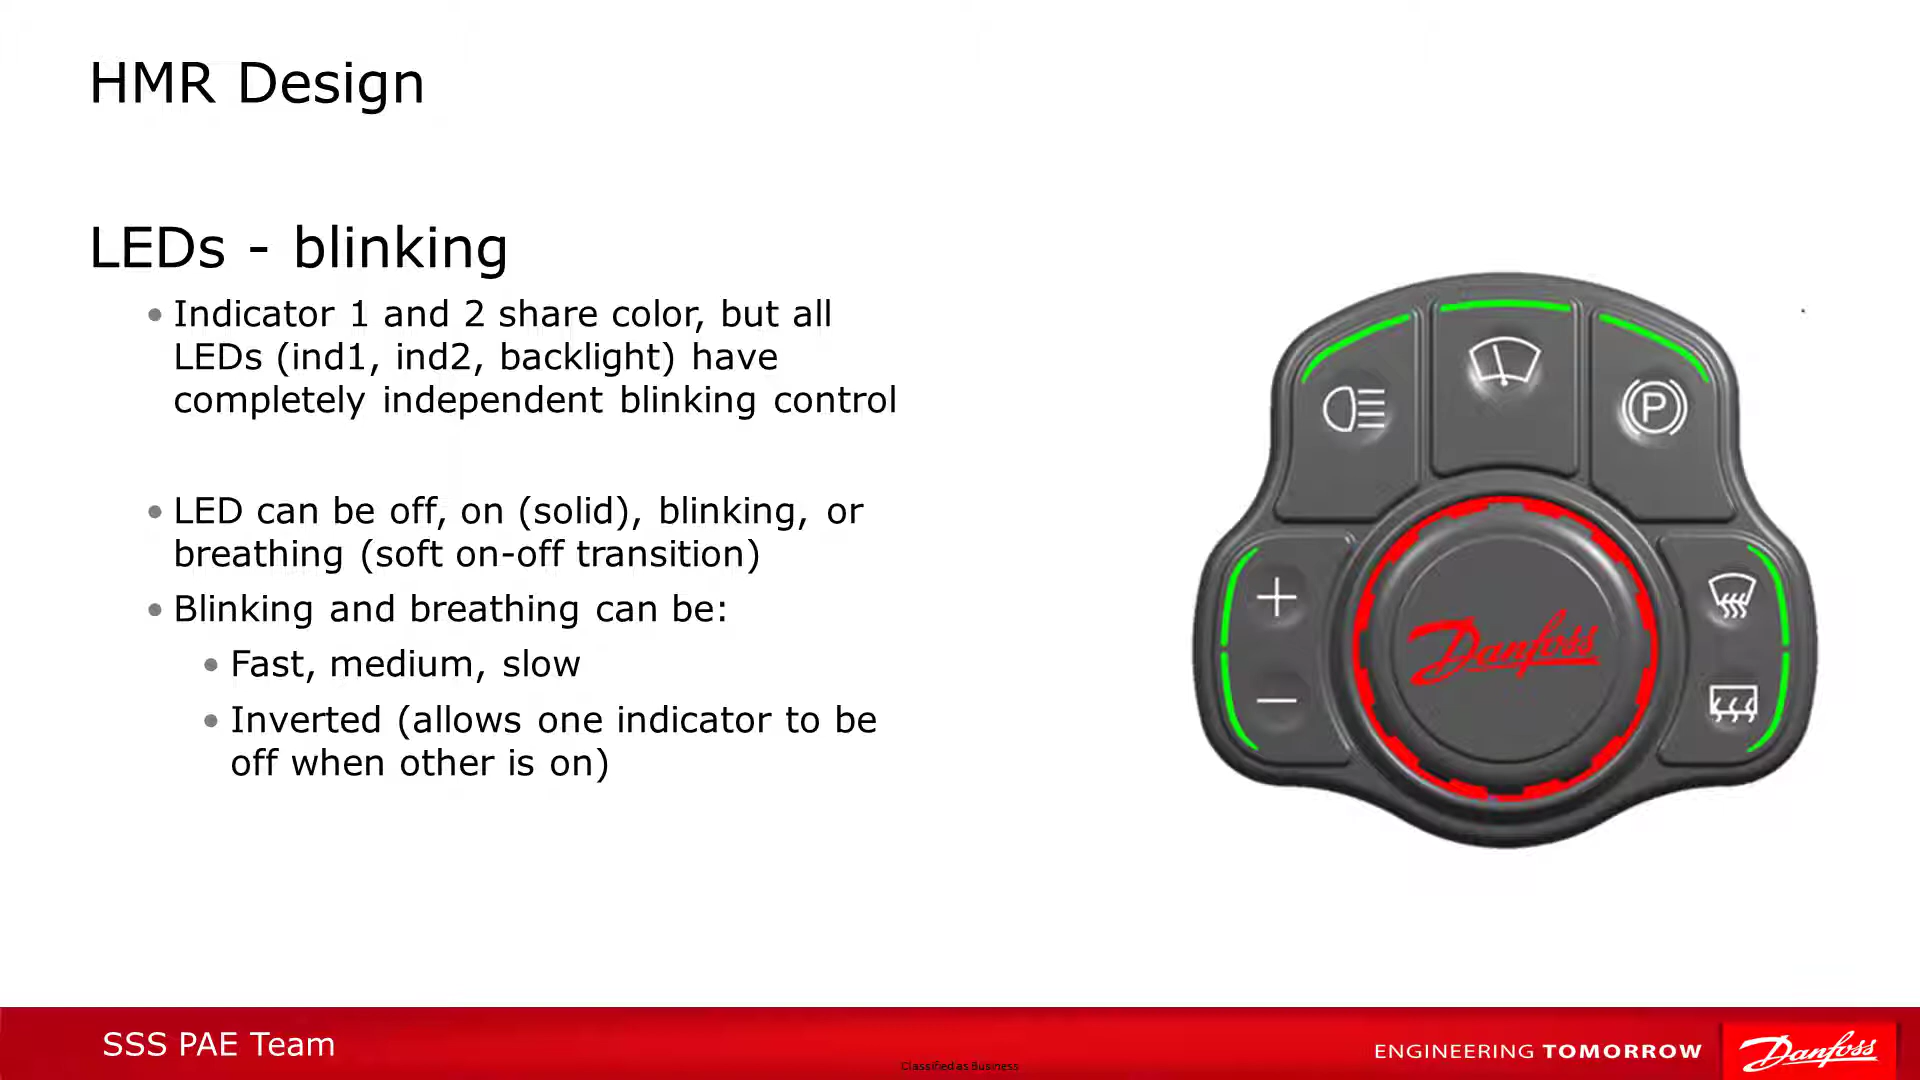 HMR Design
LEDs - blinking
• Indicator 1 and 2 share color, but all
LEDs (ind1, ind2, backlight) have
completely independent blinking control
• LED can be off, on (solid), blinking, or
breathing (soft on-off transition)
• Blinking and breathing can be:
• Fast, medium, slow
• Inverted (allows one indicator to be
off when other is on)
P
+
Danfoss
−
SSS PAE Team
Classified as Business
ENGINEERING TOMORROW
Danfoss